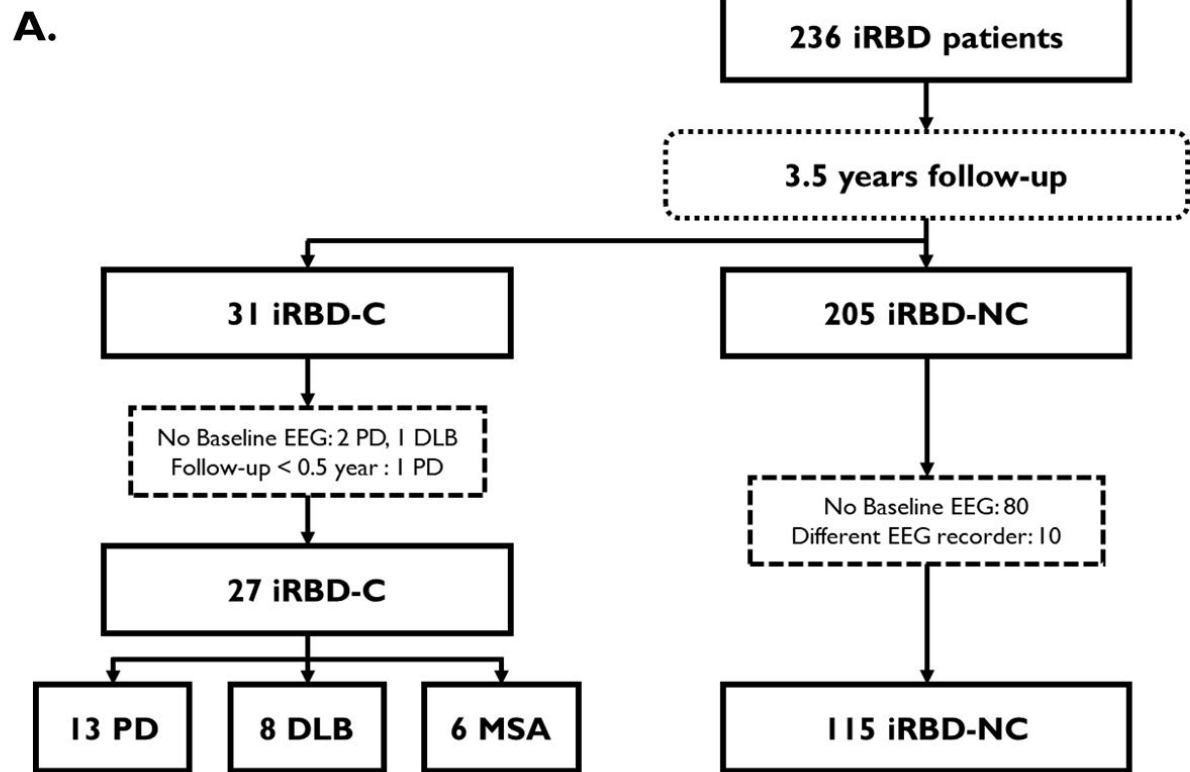 A.
236 iRBD patients
3.5 years follow-up
31 iRBD-C
205 iRBD-NC
No Baseline EEG: 2 PD, 1 DLB
Follow-up < 0.5 year : 1 PD
No Baseline EEG: 80
Different EEG recorder: 10
27 iRBD-C
13 PD
8 DLB
6 MSA
115 iRBD-NC